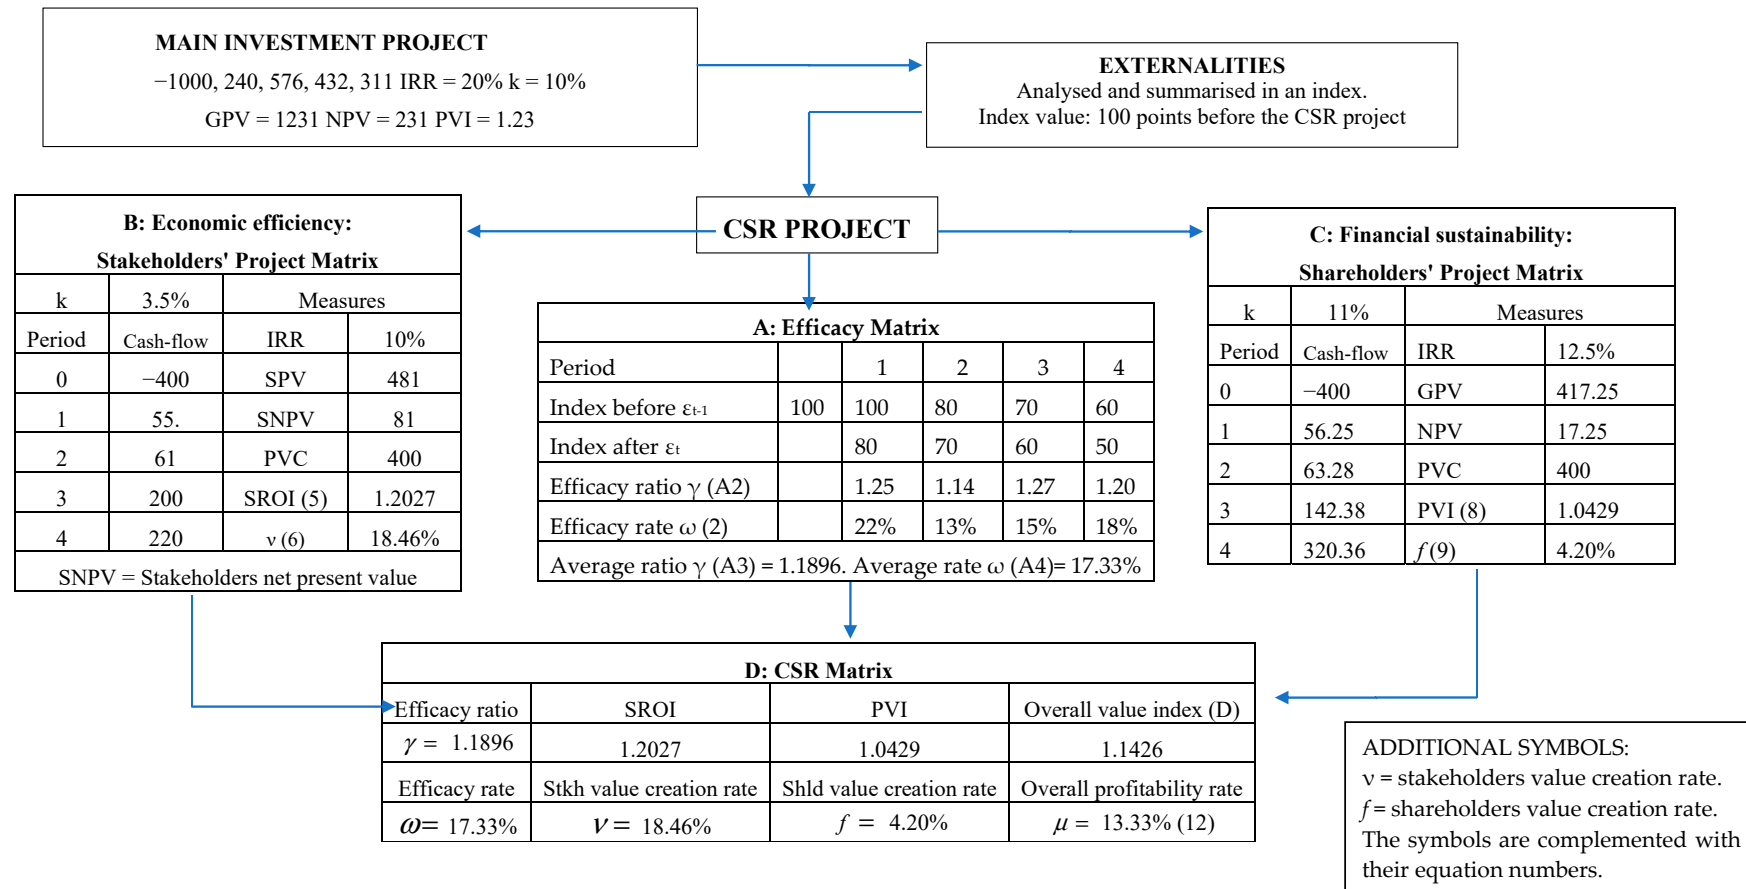 MAIN INVESTMENT PROJECT
−1000, 240, 576, 432, 311 IRR = 20% k = 10%
GPV = 1231 NPV = 231 PVI = 1.23
EXTERNALITIES
Analysed and summarised in an index.
Index value: 100 points before the CSR project
CSR PROJECT
B: Economic efficiency:
Stakeholders' Project Matrix
k 3.5% Measures
Period Cash-flow IRR 10%
0 −400 SPV 481
1 55. SNPV 81
2 61 PVC 400
3 200 SROI (5) 1.2027
4 220 ν (6) 18.46%
SNPV = Stakeholders net present value
A: Efficacy Matrix
Period 1 2 3 4
Index before εt-1 100 100 80 70 60
Index after εt 80 70 60 50
Efficacy ratio γ (A2) 1.25 1.14 1.27 1.20
Efficacy rate ω (2) 22% 13% 15% 18%
Average ratio γ (A3) = 1.1896. Average rate ω (A4)= 17.33%
C: Financial sustainability:
Shareholders' Project Matrix
k 11% Measures
Period Cash-flow IRR 12.5%
0 −400 GPV 417.25
1 56.25 NPV 17.25
2 63.28 PVC 400
3 142.38 PVI (8) 1.0429
4 320.36 f (9) 4.20%
D: CSR Matrix
Efficacy ratio SROI PVI Overall value index (D)
γ = 1.1896 1.2027 1.0429 1.1426
Efficacy rate Stkh value creation rate Shld value creation rate Overall profitability rate
ω= 17.33% ν = 18.46% f = 4.20% μ = 13.33% (12)
ADDITIONAL SYMBOLS:
ν = stakeholders value creation rate.
f = shareholders value creation rate.
The symbols are complemented with
their equation numbers.